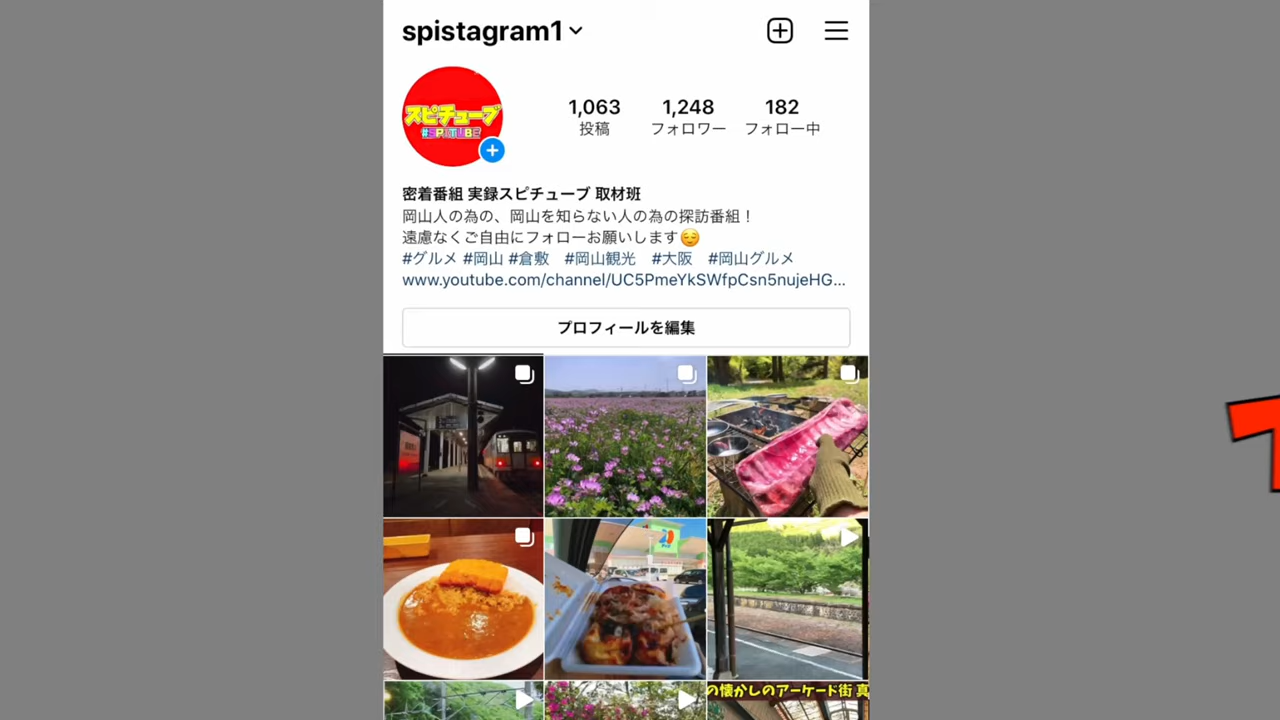 spistagram1
スピチューブ
#SPITUBE
1,063
投稿
1,248
フォロワー
182
フォロー中
密着番組 実録スピチューブ 取材班
岡山人の為の、岡山を知らない人の為の探訪番組！
遠慮なくご自由にフォローお願いします😌
#グルメ #岡山 #倉敷　#岡山観光　#大阪　#岡山グルメ
www.youtube.com/channel/UC5PmeYkSWfpCsn5nujeHG...
プロフィールを編集
の懐かしのアーケード街 真